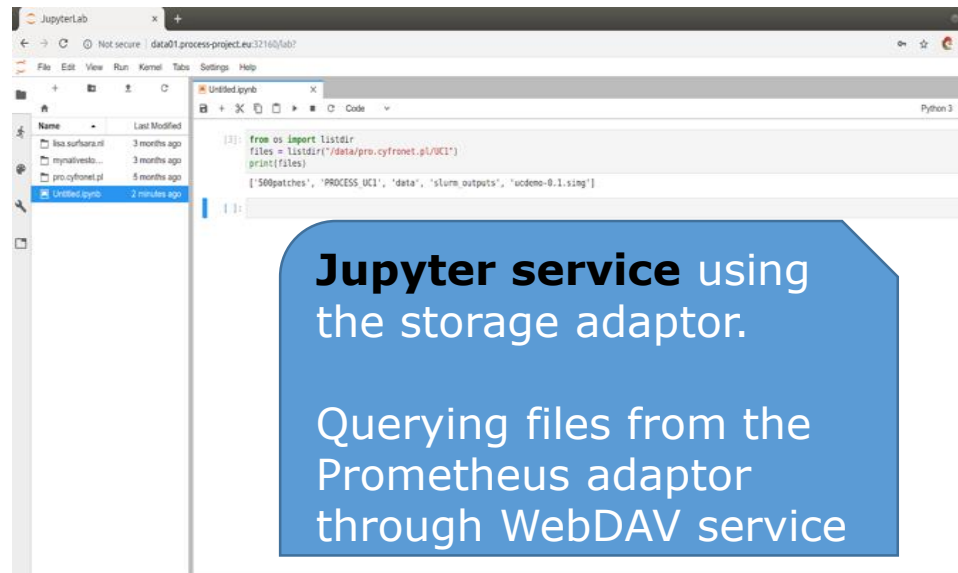 JupyterLab
Not secure | data01.process-project.eu:32160/lab?
File Edit View Run Kernel Tabs Settings Help
Untitled.ipynb
Code
Python 3
Name Last Modified
lisa.surfsara.nl 3 months ago
mynativesto... 3 months ago
pro.cyfronet.pl 5 months ago
Untitled.ipynb 2 minutes ago
[3]: from os import listdir
files = listdir("/data/pro.cyfronet.pl/UC1")
print(files)
['500patches', 'PROCESS_UC1', 'data', 'slurm_outputs', 'ucdemo-0.1.simg']
[ ]:
Jupyter service using
the storage adaptor.
Querying files from the
Prometheus adaptor
through WebDAV service